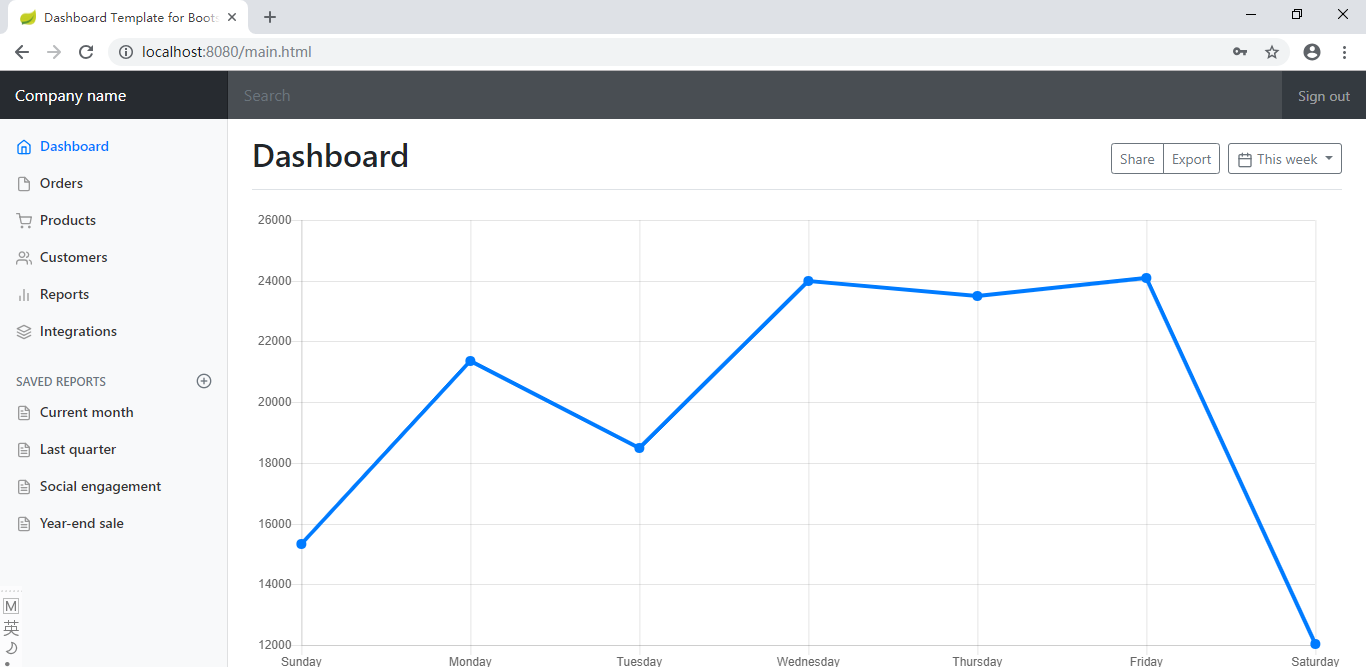 Dashboard Template for Boots
localhost:8080/main.html
Company name
Search
Sign out
Dashboard
Orders
Products
Customers
Reports
Integrations
SAVED REPORTS
Current month
Last quarter
Social engagement
Year-end sale
M
英
Dashboard
Share
Export
This week
26000
24000
22000
20000
18000
16000
14000
12000
Sunday Monday Tuesday Wednesday Thursday Friday Saturday